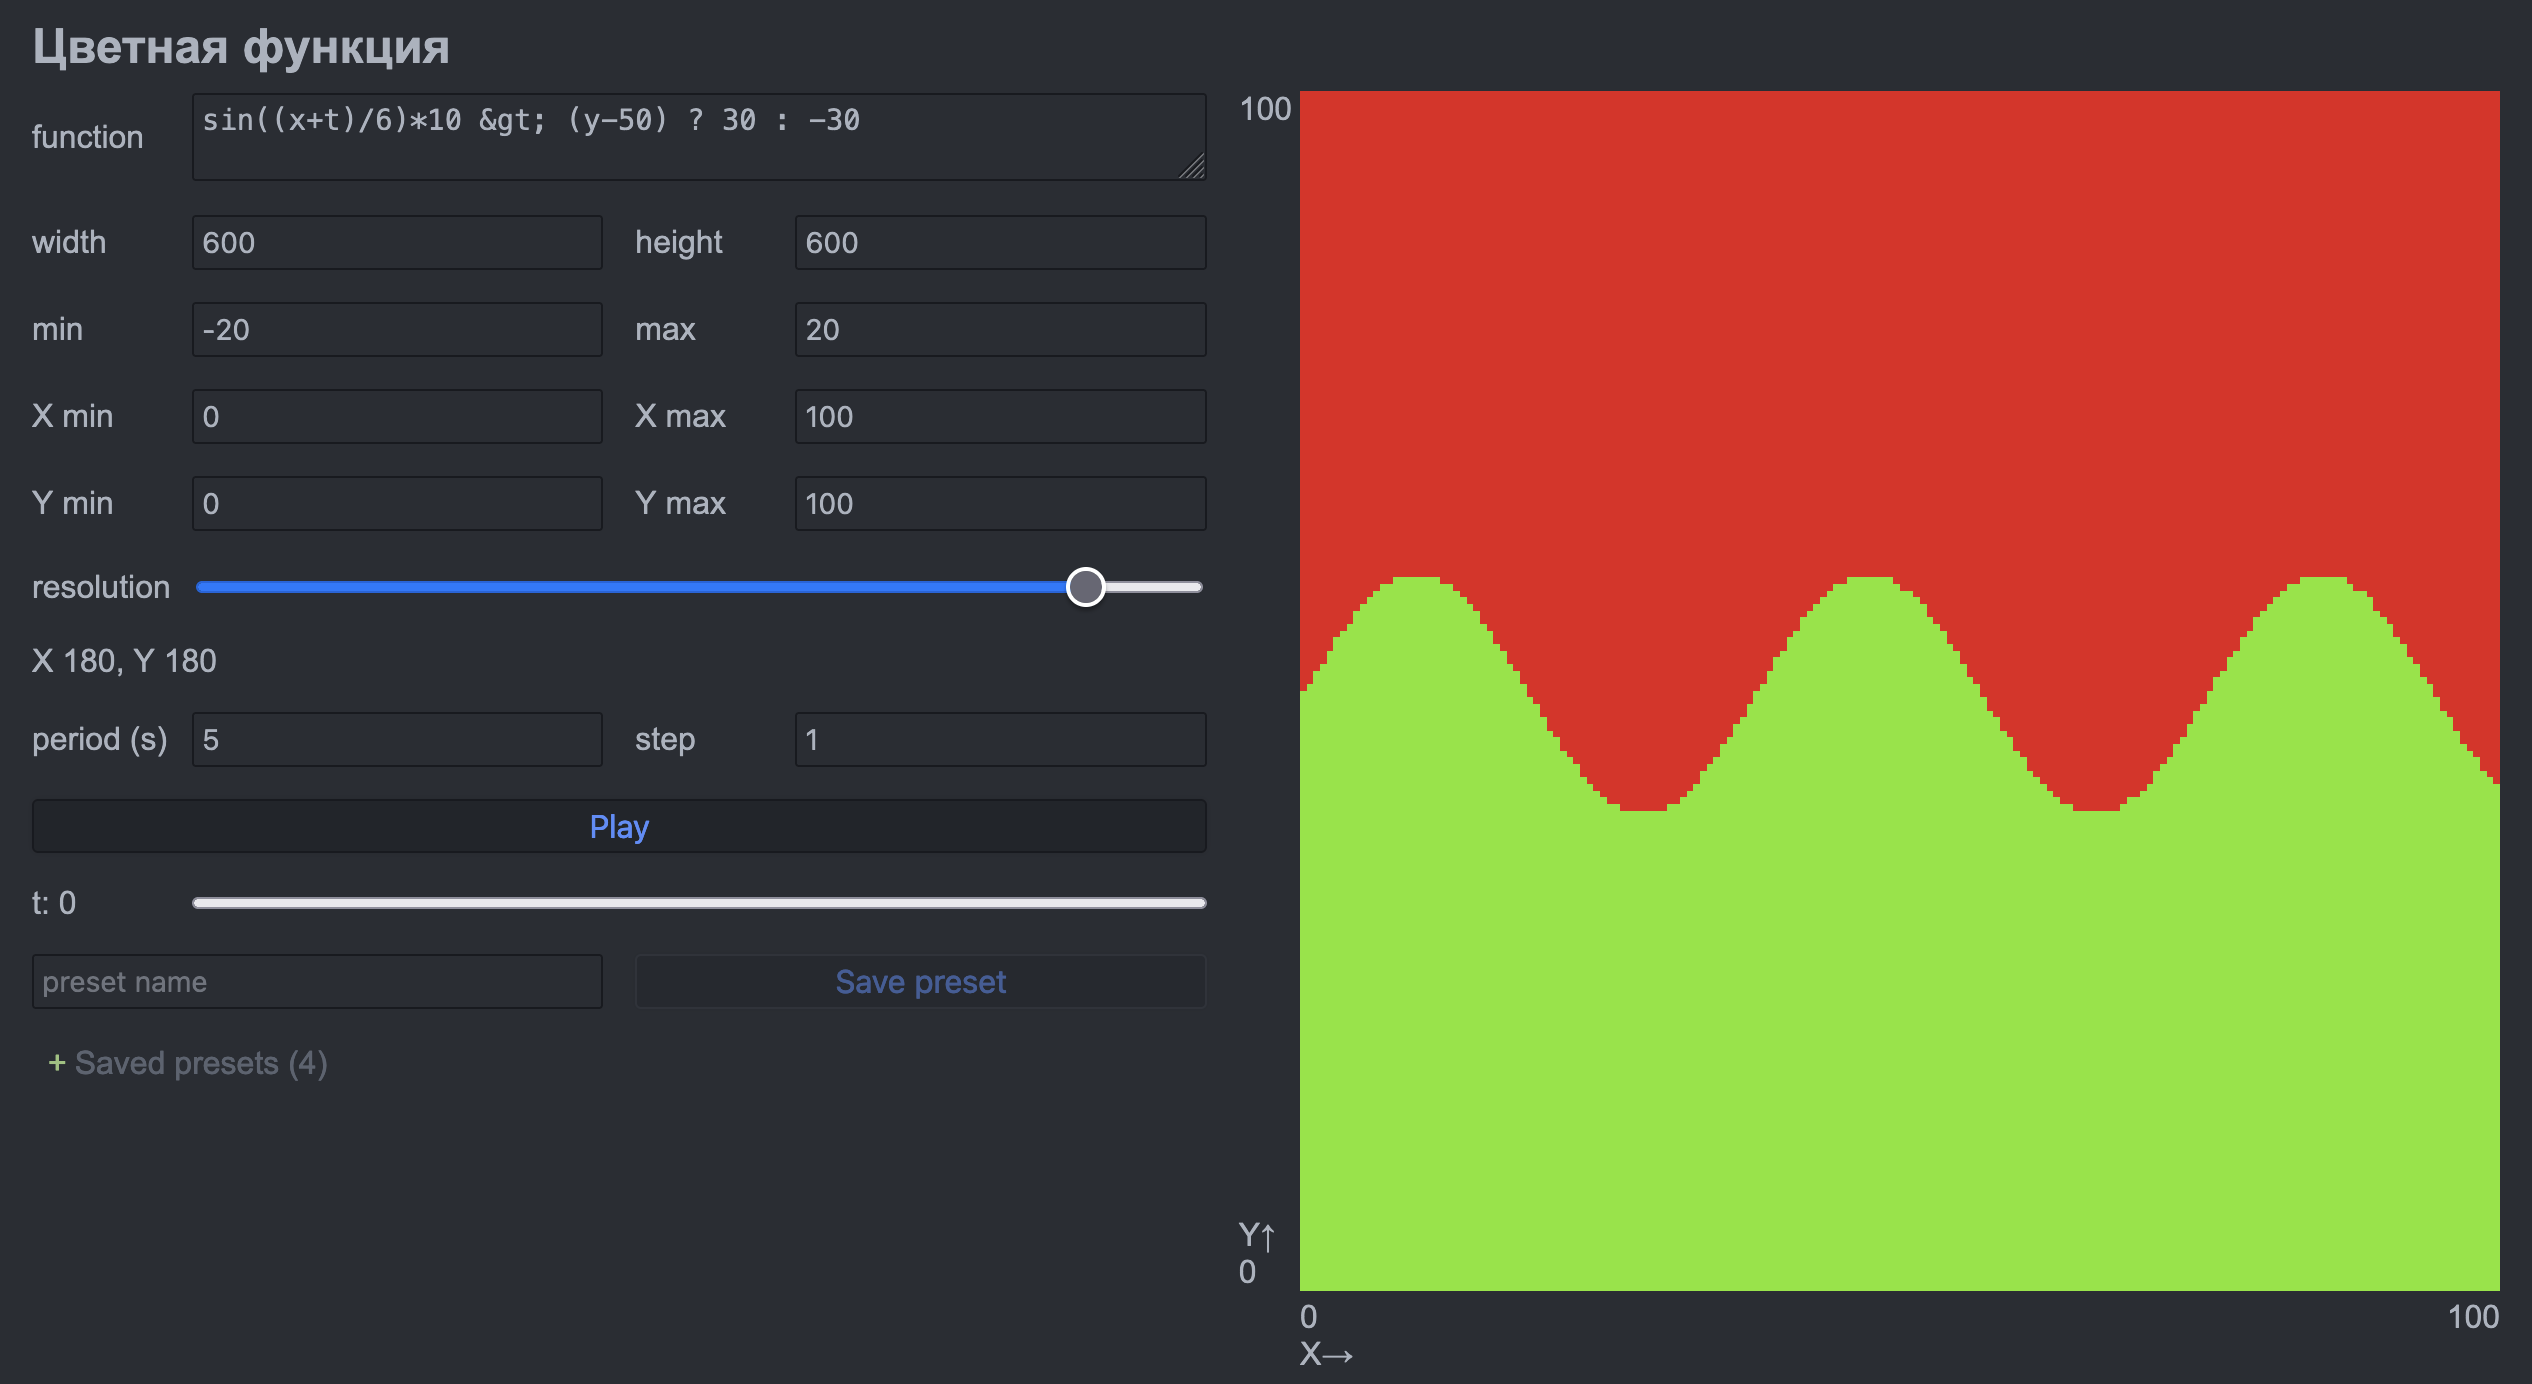 Цветная функция
function sin((x+t)/6)*10 &gt; (y-50) ? 30 : -30
width 600 height 600
min -20 max 20
X min 0 X max 100
Y min 0 Y max 100
resolution
X 180, Y 180
period (s) 5 step 1
Play
t: 0
preset name Save preset
+ Saved presets (4)
100
Y↑
0
0 100
X→